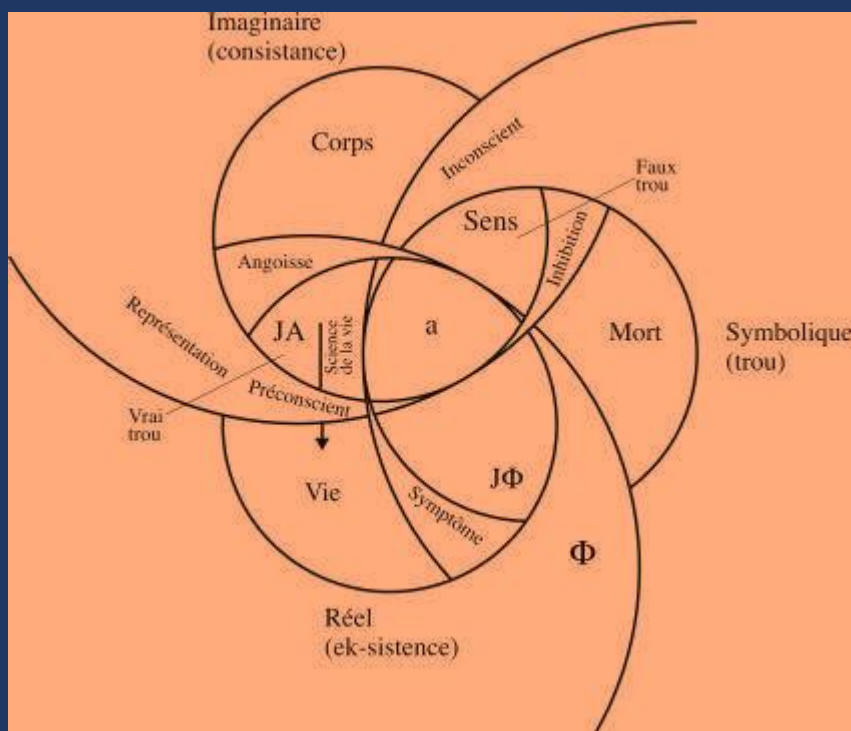 Imaginaire
(consistance)
Corps
Inconscient
Faux
trou
Sens
Inhibition
Angoisse
Représentation
JA
Science
de la vie
a
Mort
Symbolique
(trou)
Préconscient
Vrai
trou
Vie
Symptôme
JΦ
Φ
Réel
(ek-sistence)